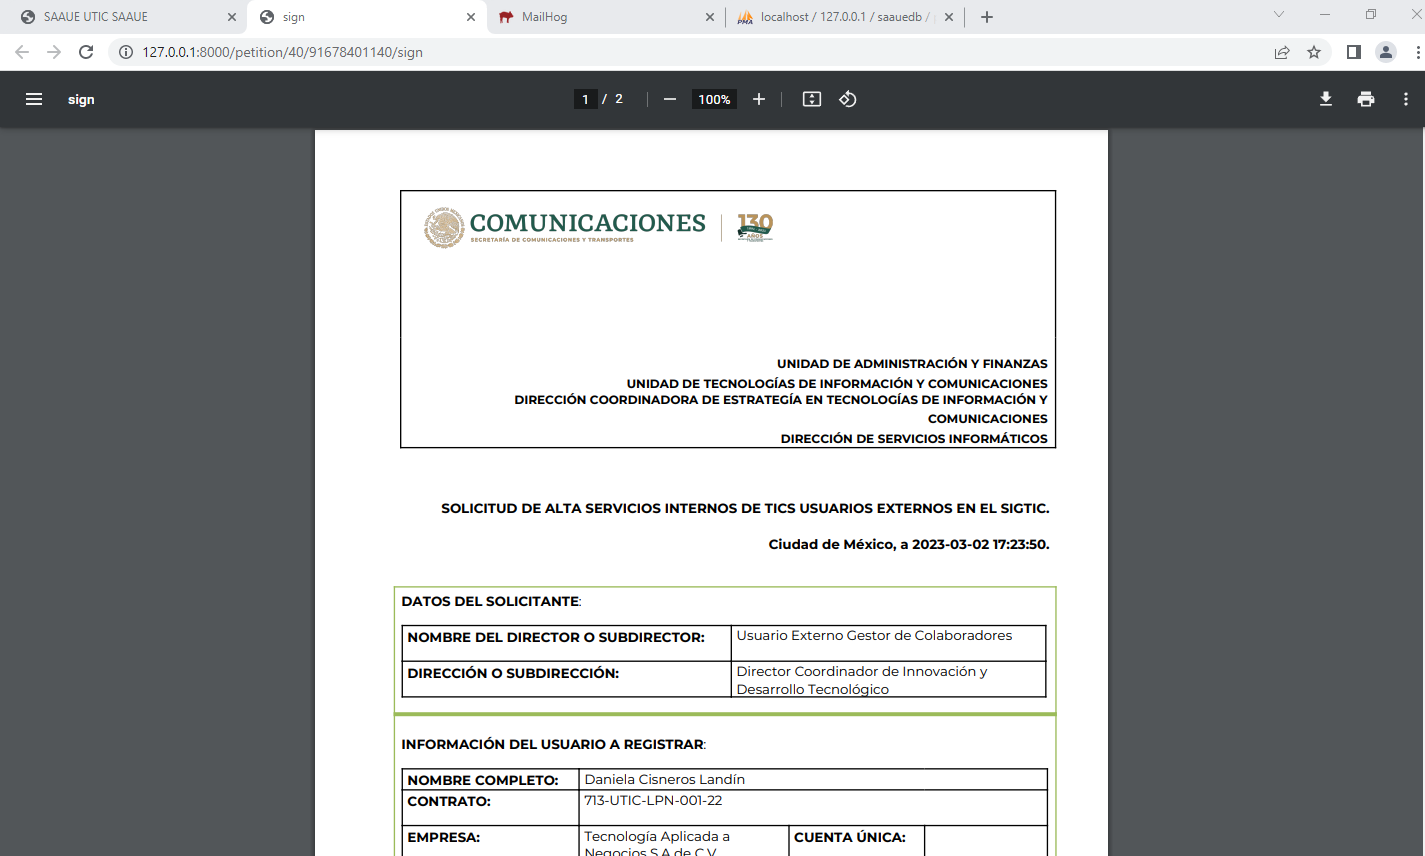 SAAUE UTIC SAAUE
sign
MailHog
localhost / 127.0.0.1 / saauedb /
127.0.0.1:8000/petition/40/91678401140/sign
sign
1 / 2
100%
COMUNICACIONES
SECRETARÍA DE COMUNICACIONES Y TRANSPORTES
130
AÑOS
UNIDAD DE ADMINISTRACIÓN Y FINANZAS
UNIDAD DE TECNOLOGÍAS DE INFORMACIÓN Y COMUNICACIONES
DIRECCIÓN COORDINADORA DE ESTRATEGÍA EN TECNOLOGÍAS DE INFORMACIÓN Y
COMUNICACIONES
DIRECCIÓN DE SERVICIOS INFORMÁTICOS
SOLICITUD DE ALTA SERVICIOS INTERNOS DE TICS USUARIOS EXTERNOS EN EL SIGTIC.
Ciudad de México, a 2023-03-02 17:23:50.
DATOS DEL SOLICITANTE:
NOMBRE DEL DIRECTOR O SUBDIRECTOR: Usuario Externo Gestor de Colaboradores
DIRECCIÓN O SUBDIRECCIÓN: Director Coordinador de Innovación y
Desarrollo Tecnológico
INFORMACIÓN DEL USUARIO A REGISTRAR:
NOMBRE COMPLETO: Daniela Cisneros Landín
CONTRATO: 713-UTIC-LPN-001-22
EMPRESA: Tecnología Aplicada a CUENTA ÚNICA:
Negocios S.A de C.V